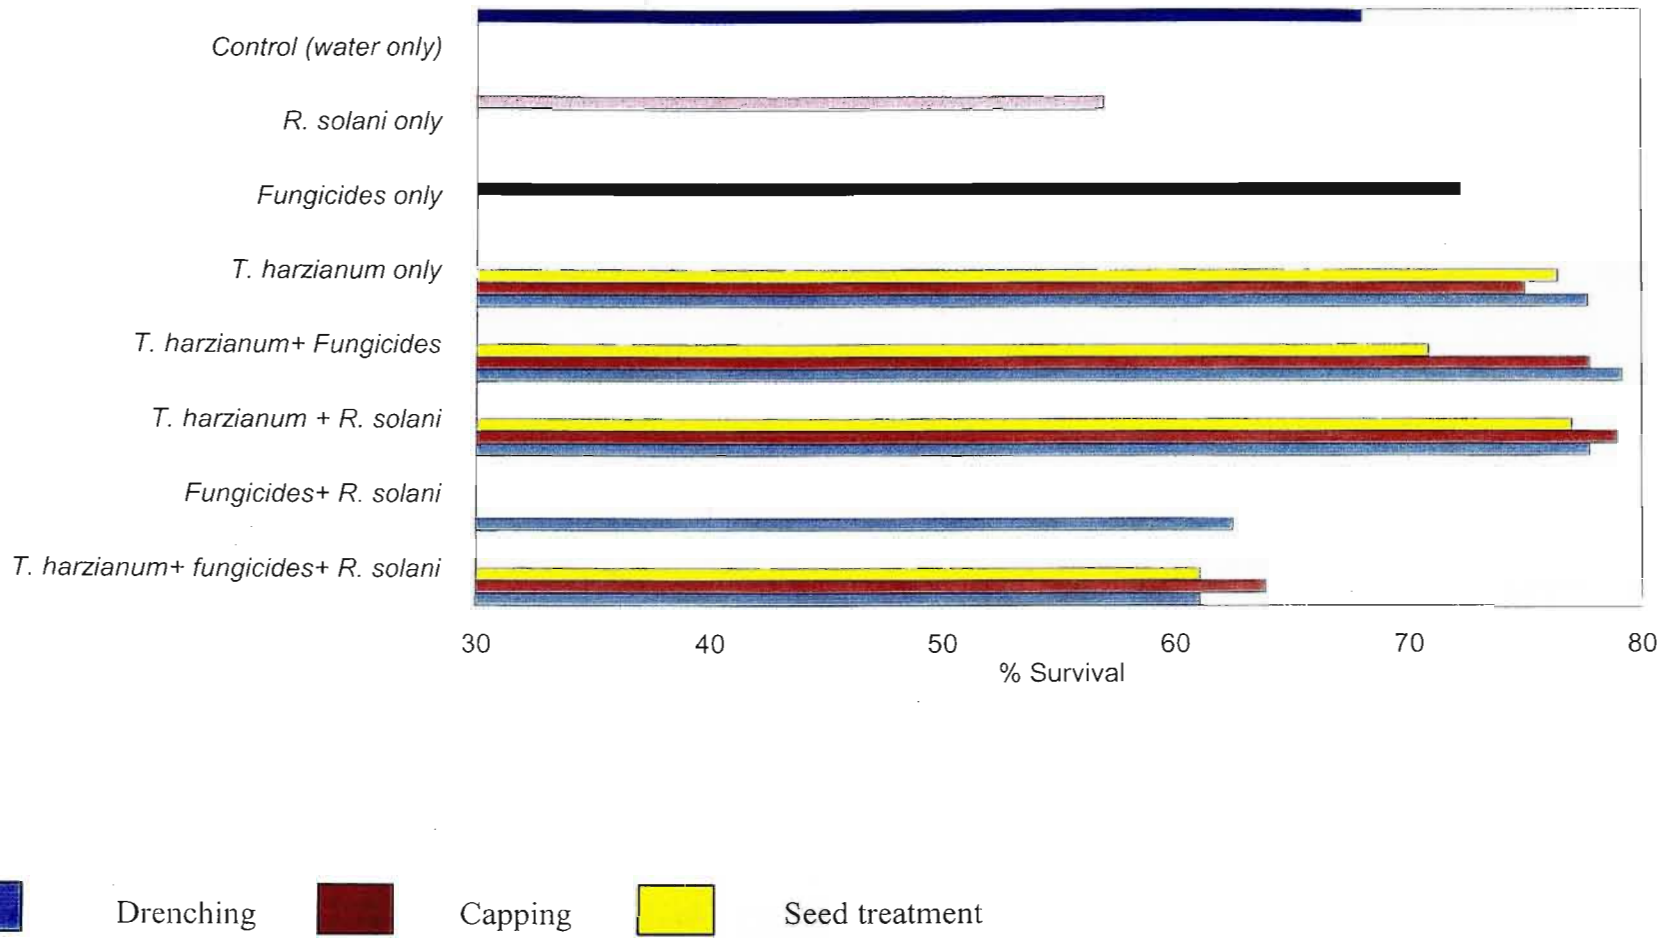 Control (water only)
R. solani only
Fungicides only
T. harzianum only
T. harzianum+ Fungicides
T. harzianum + R. solani
Fungicides+ R. solani
T. harzianum+ fungicides+ R. solani
30 40 50 60 70 80
% Survival
Drenching Capping Seed treatment